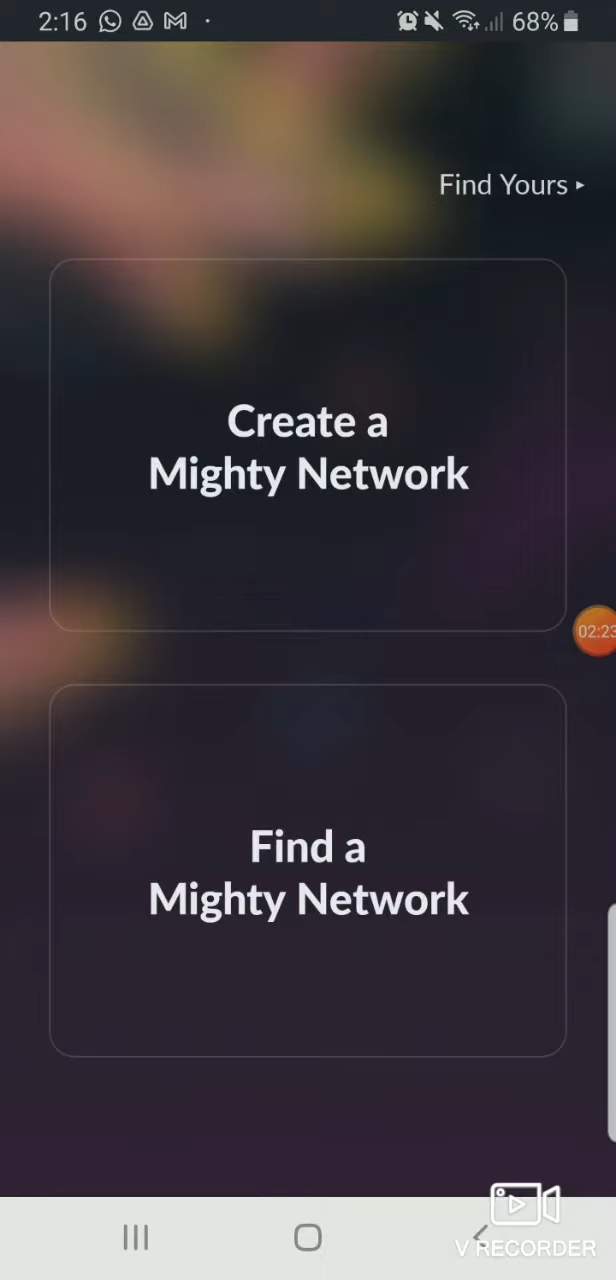 2:16
68%
Find Yours
Create a
Mighty Network
02:23
Find a
Mighty Network
V RECORDER